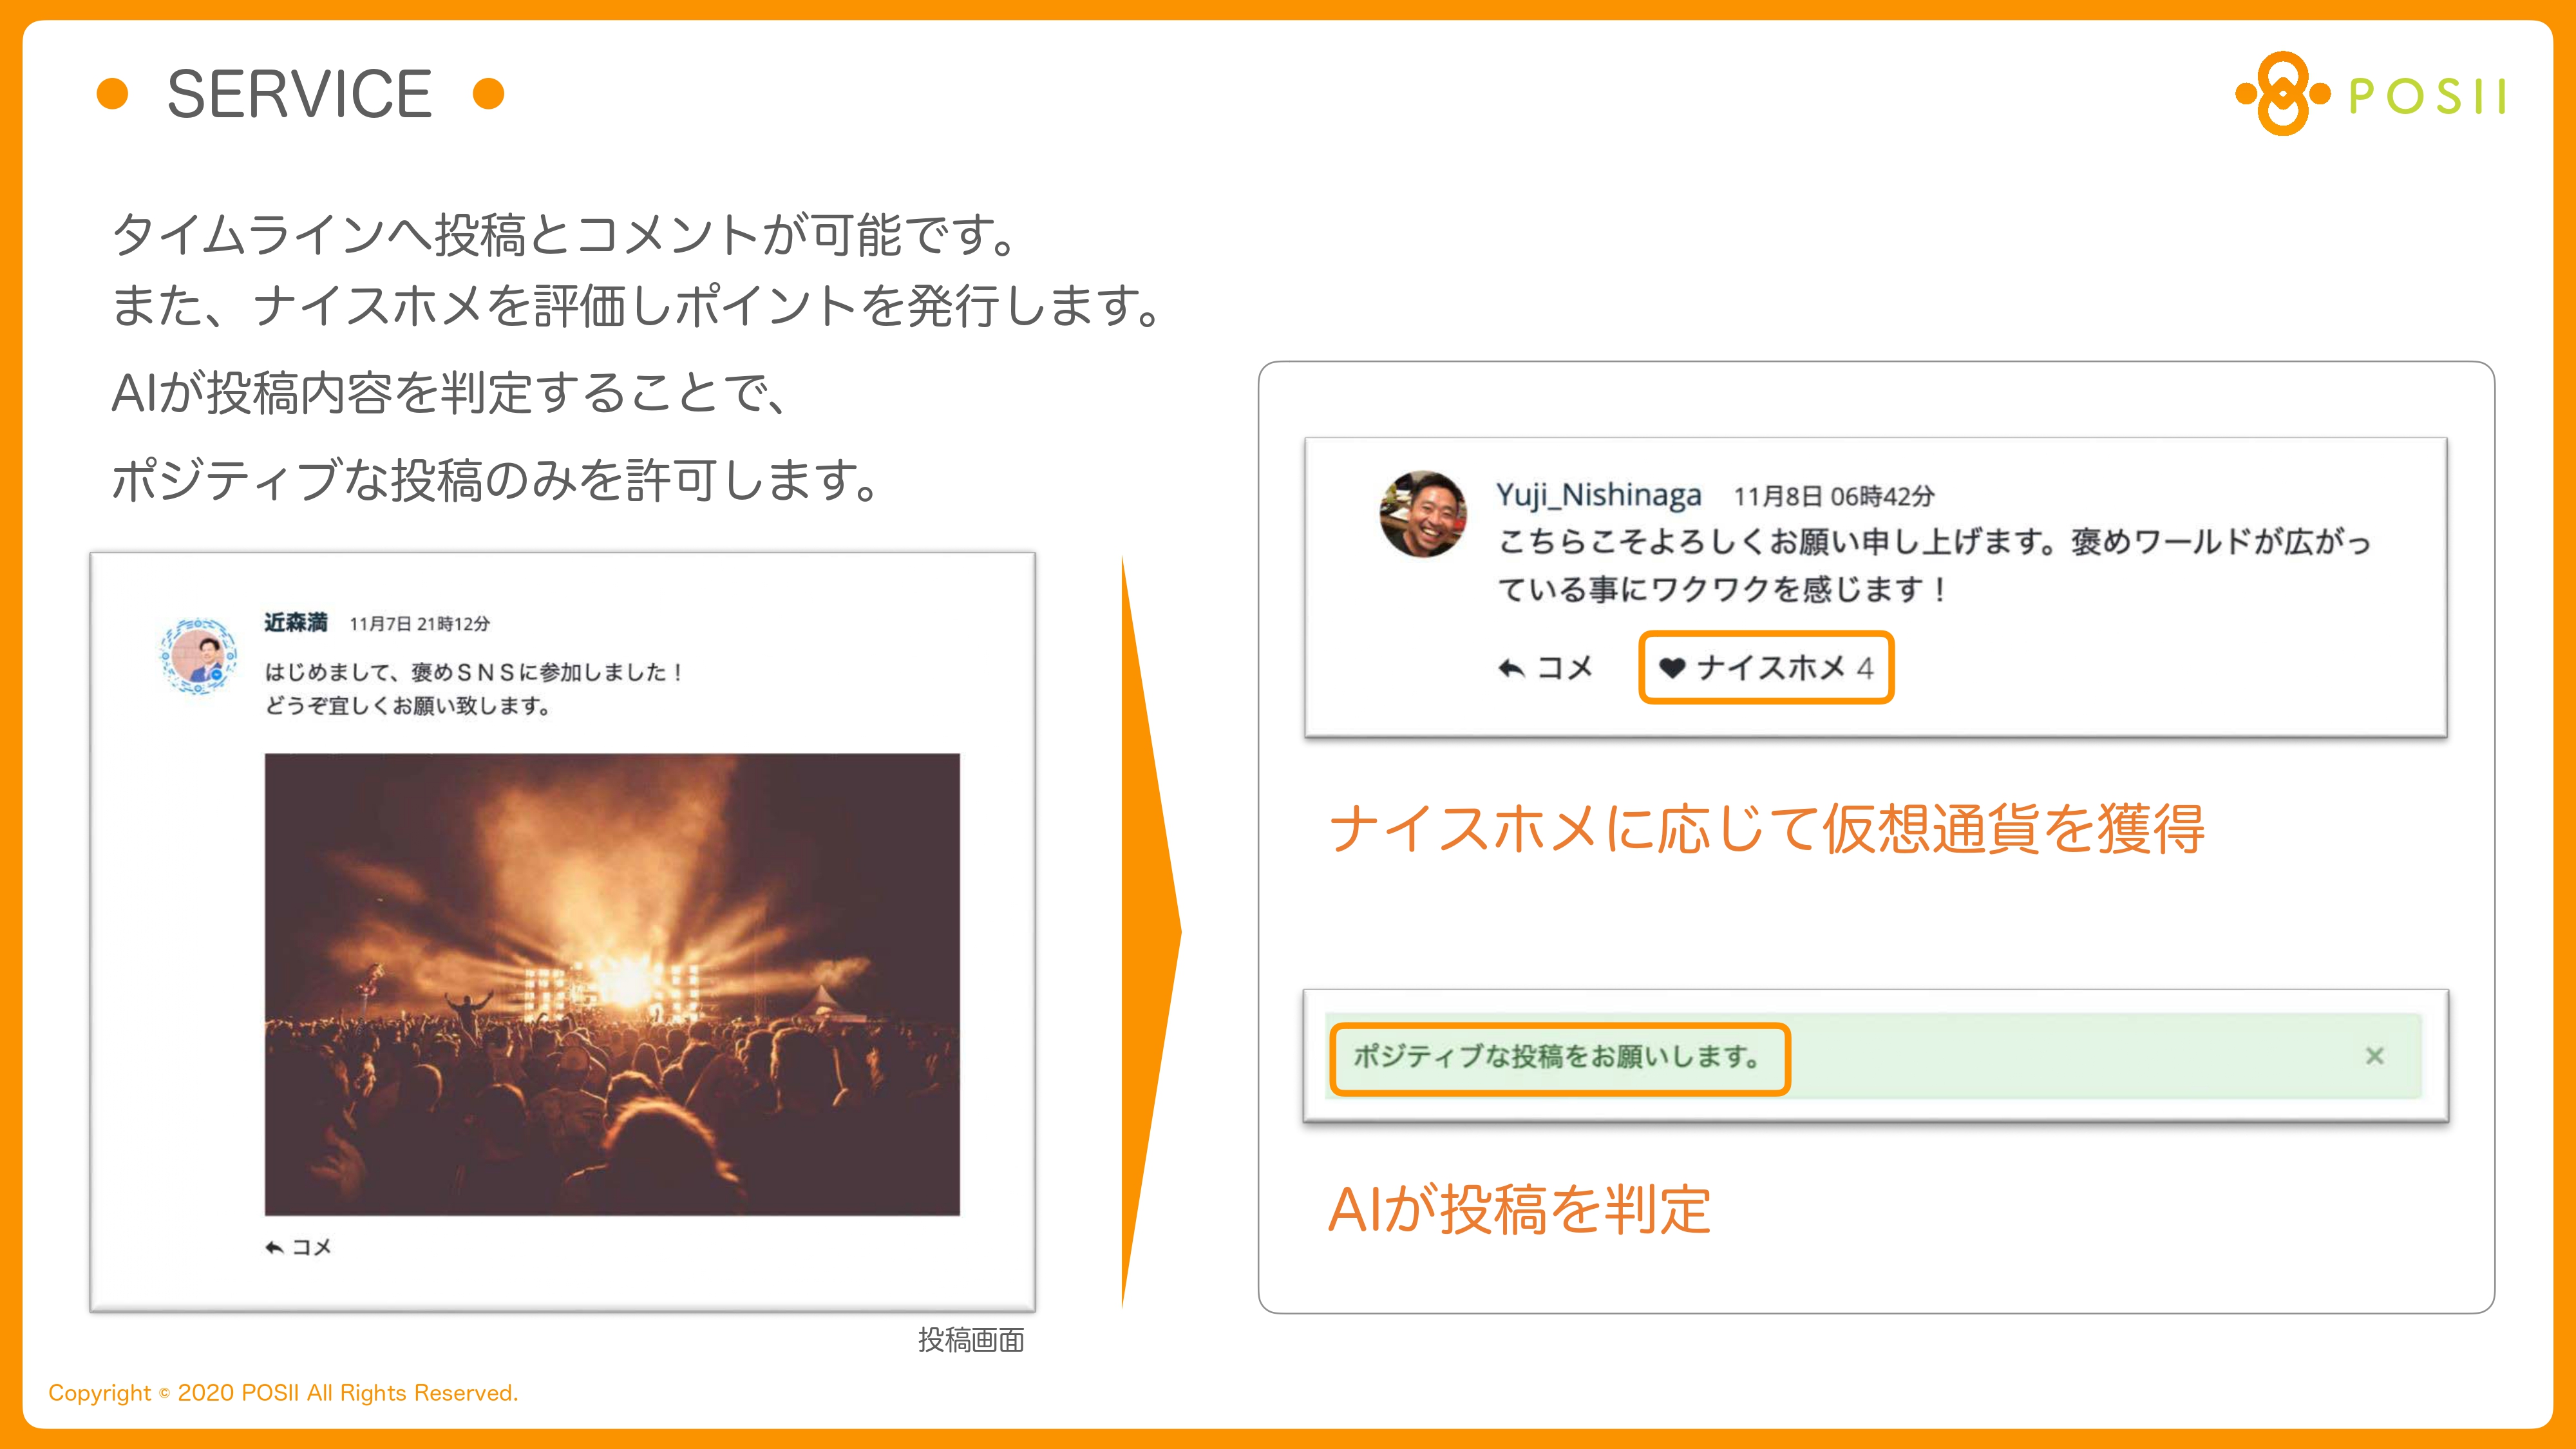 SERVICE
POSII
タイムラインへ投稿とコメントが可能です。
また、ナイスホメを評価しポイントを発行します。
AIが投稿内容を判定することで、
ポジティブな投稿のみを許可します。
近森満 11月7日 21時12分
はじめまして、褒めＳＮＳに参加しました！
どうぞ宜しくお願い致します。
コメ
投稿画面
Yuji_Nishinaga 11月8日 06時42分
こちらこそよろしくお願い申し上げます。褒めワールドが広がっ
ている事にワクワクを感じます！
コメ ナイスホメ 4
ナイスホメに応じて仮想通貨を獲得
ポジティブな投稿をお願いします。 ×
AIが投稿を判定
Copyright © 2020 POSII All Rights Reserved.